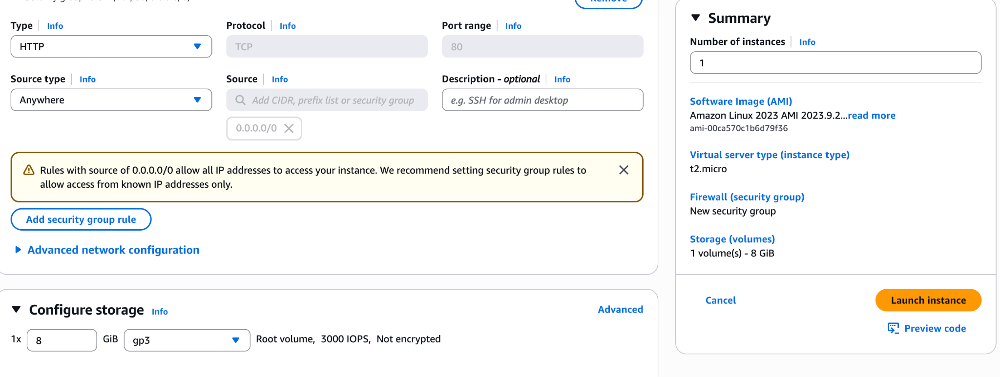 Remove
Type Info
Protocol Info
Port range Info
HTTP
TCP
80
Source type Info
Source Info
Description - optional Info
Anywhere
Add CIDR, prefix list or security group
e.g. SSH for admin desktop
0.0.0.0/0
Rules with source of 0.0.0.0/0 allow all IP addresses to access your instance. We recommend setting security group rules to
allow access from known IP addresses only.
Add security group rule
Advanced network configuration
Configure storage Info
Advanced
1x 8 GiB gp3 Root volume, 3000 IOPS, Not encrypted
Summary
Number of instances Info
1
Software Image (AMI)
Amazon Linux 2023 AMI 2023.9.2...read more
ami-00ca570c1b6d79f36
Virtual server type (instance type)
t2.micro
Firewall (security group)
New security group
Storage (volumes)
1 volume(s) - 8 GiB
Cancel
Launch instance
Preview code